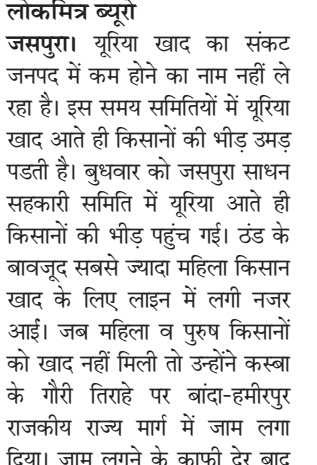 लोकमित्र ब्यूरो
जसपुरा। यूरिया खाद का संकट
जनपद में कम होने का नाम नहीं ले
रहा है। इस समय समितियों में यूरिया
खाद आते ही किसानों की भीड़ उमड़
पडती है। बुधवार को जसपुरा साधन
सहकारी समिति में यूरिया आते ही
किसानों की भीड़ पहुंच गई। ठंड के
बावजूद सबसे ज्यादा महिला किसान
खाद के लिए लाइन में लगी नजर
आई। जब महिला व पुरुष किसानों
को खाद नहीं मिली तो उन्होंने कस्बा
के गौरी तिराहे पर बांदा-हमीरपुर
राजकीय राज्य मार्ग में जाम लगा
दिया। जाम लगने के काफी देर बाद